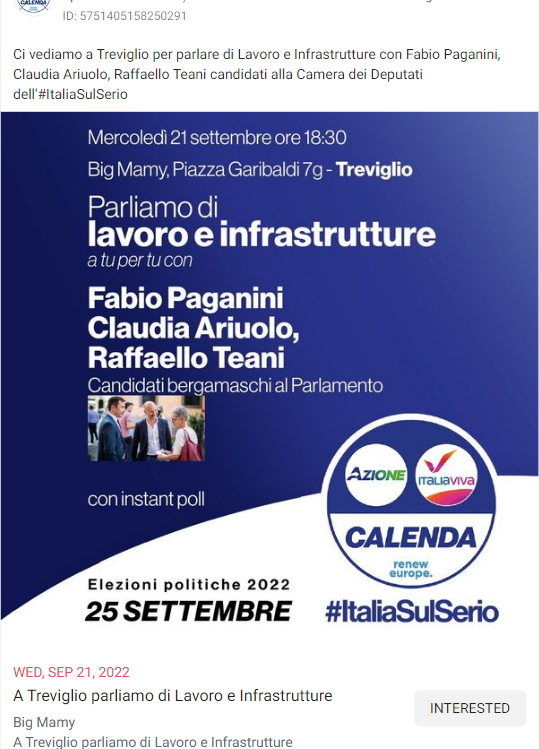 CALENDA
ID: 5751405158250291
Ci vediamo a Treviglio per parlare di Lavoro e Infrastrutture con Fabio Paganini,
Claudia Ariuolo, Raffaello Teani candidati alla Camera dei Deputati
dell'#ItaliaSulSerio
Mercoledì 21 settembre ore 18:30
Big Mamy, Piazza Garibaldi 7g - Treviglio
Parliamo di
lavoro e infrastrutture
a tu per tu con
Fabio Paganini
Claudia Ariuolo,
Raffaello Teani
Candidati bergamaschi al Parlamento
con instant poll
AZIONE
ITALIAVIVA
CALENDA
renew
europe.
Elezioni politiche 2022
25 SETTEMBRE
#ItaliaSulSerio
WED, SEP 21, 2022
A Treviglio parliamo di Lavoro e Infrastrutture
INTERESTED
Big Mamy
A Treviglio parliamo di Lavoro e Infrastrutture